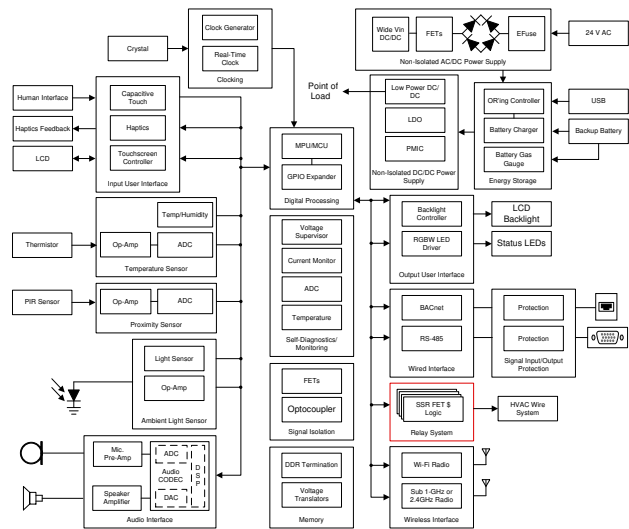 Clock Generator
Real-Time
Clock
Clocking
Crystal
Wide Vin
DC/DC
FETs
EFuse
Non-Isolated AC/DC Power Supply
24 V AC
Human Interface
Haptics Feedback
LCD
Capacitive
Touch
Haptics
Touchscreen
Controller
Input User Interface
Point of
Load
Low Power DC/
DC
LDO
PMIC
Non-Isolated DC/DC Power
Supply
OR'ing Controller
Battery Charger
Battery Gas
Gauge
Energy Storage
USB
Backup Battery
MPU/MCU
GPIO Expander
Digital Processing
Temp/Humidity
Thermistor
Op-Amp
ADC
Temperature Sensor
PIR Sensor
Op-Amp
ADC
Proximity Sensor
Voltage
Supervisor
Current Monitor
ADC
Temperature
Self-Diagnostics/
Monitoring
Backlight
Controller
RGBW LED
Driver
Output User Interface
LCD
Backlight
Status LEDs
BACnet
RS-485
Wired Interface
Protection
Protection
Signal Input/Output
Protection
Light Sensor
Op-Amp
Ambient Light Sensor
FETs
Optocoupler
Signal Isolation
SSR FET $
Logic
Relay System
HVAC Wire
System
Mic.
Pre-Amp
Speaker
Amplifier
ADC
Audio
CODEC
DAC
D
S
P
Audio Interface
DDR Termination
Voltage
Translators
Memory
Wi-Fi Radio
Sub 1-GHz or
2.4GHz Radio
Wireless Interface